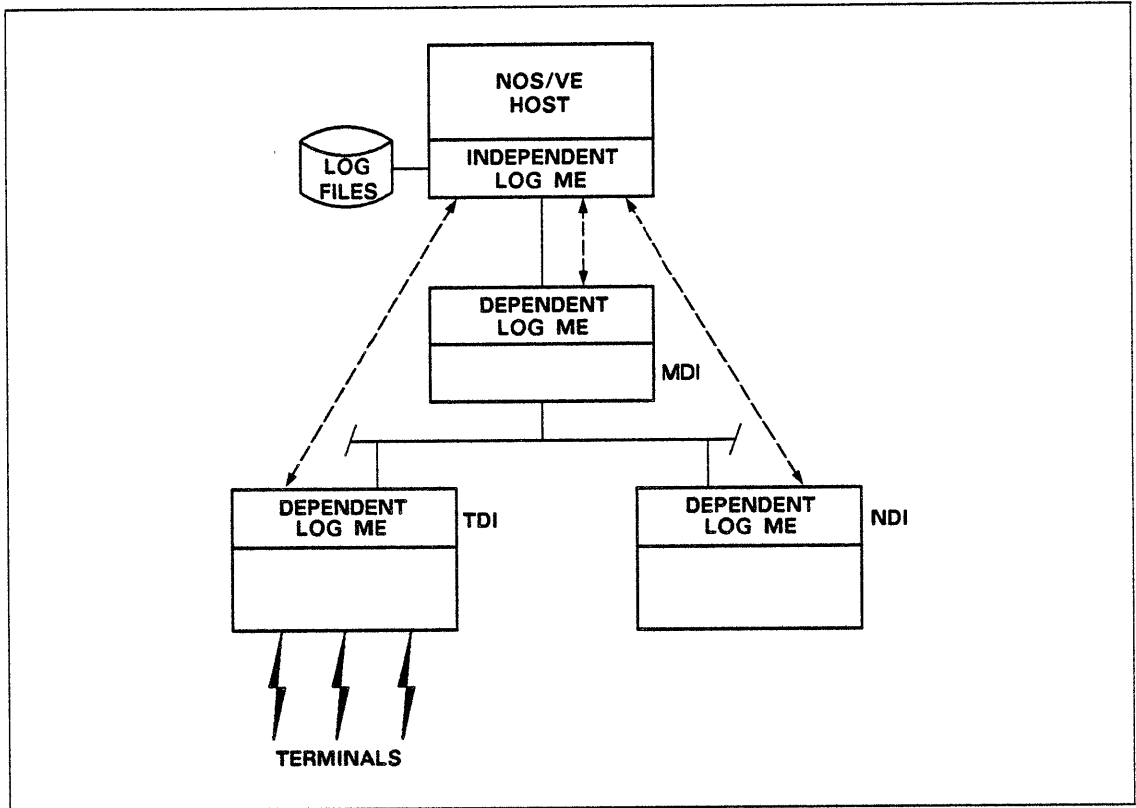 NOS/VE
HOST
LOG
FILES
INDEPENDENT
LOG ME
DEPENDENT
LOG ME
MDI
DEPENDENT
LOG ME
TDI
DEPENDENT
LOG ME
NDI
TERMINALS